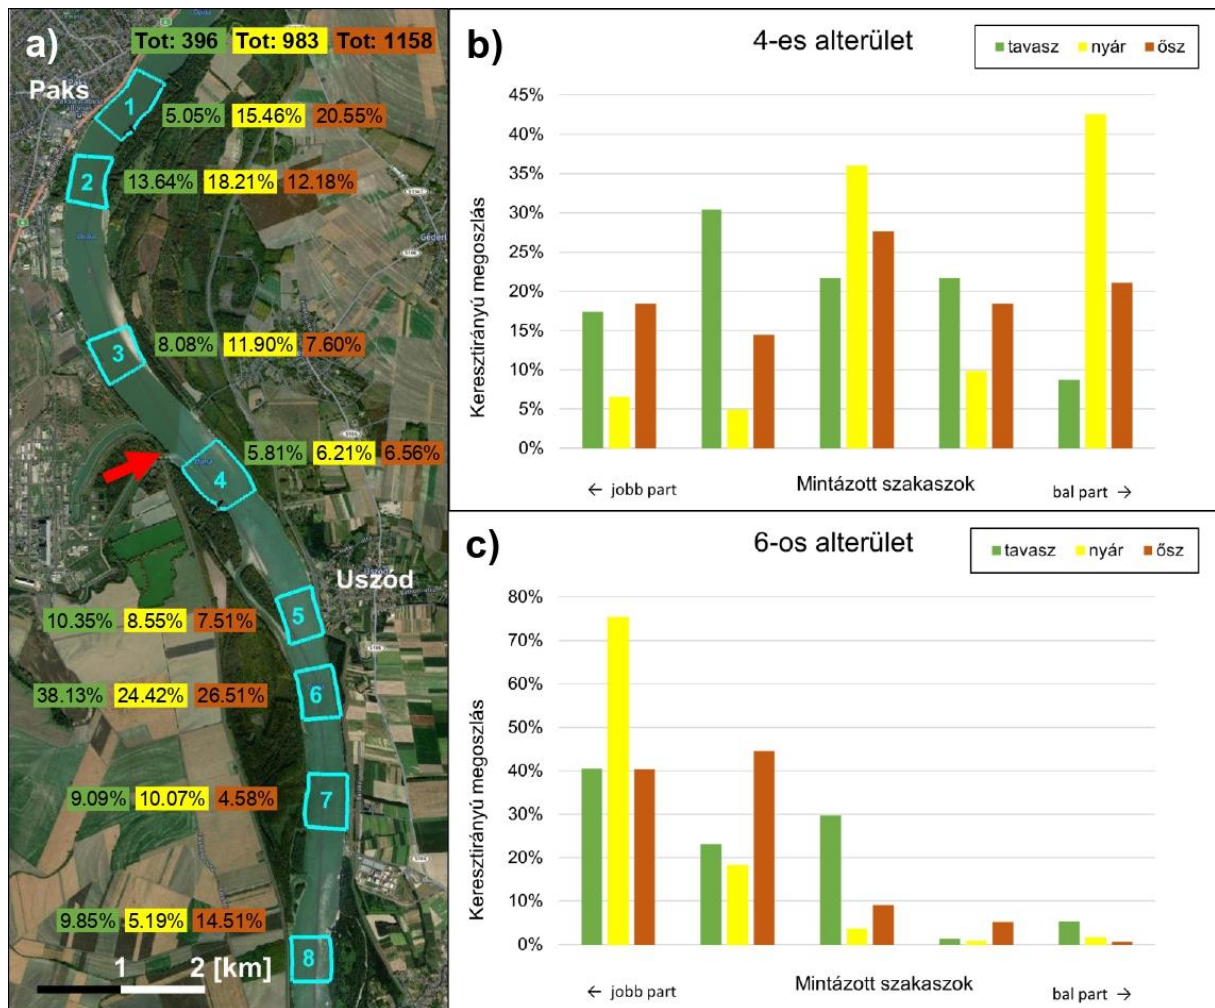 a)
Tot: 396 Tot: 983 Tot: 1158
Paks
1
5.05% 15.46% 20.55%
2
13.64% 18.21% 12.18%
3
8.08% 11.90% 7.60%
5.81% 6.21% 6.56%
4
Uszód
5
10.35% 8.55% 7.51%
6
38.13% 24.42% 26.51%
7
9.09% 10.07% 4.58%
9.85% 5.19% 14.51%
8
1 2 [km]
b)
4-es alterület
tavasz nyár ősz
Keresztirányú megoszlás
45%
40%
35%
30%
25%
20%
15%
10%
5%
0%
← jobb part Mintázott szakaszok bal part →
c)
6-os alterület
tavasz nyár ősz
Keresztirányú megoszlás
80%
70%
60%
50%
40%
30%
20%
10%
0%
← jobb part Mintázott szakaszok bal part →